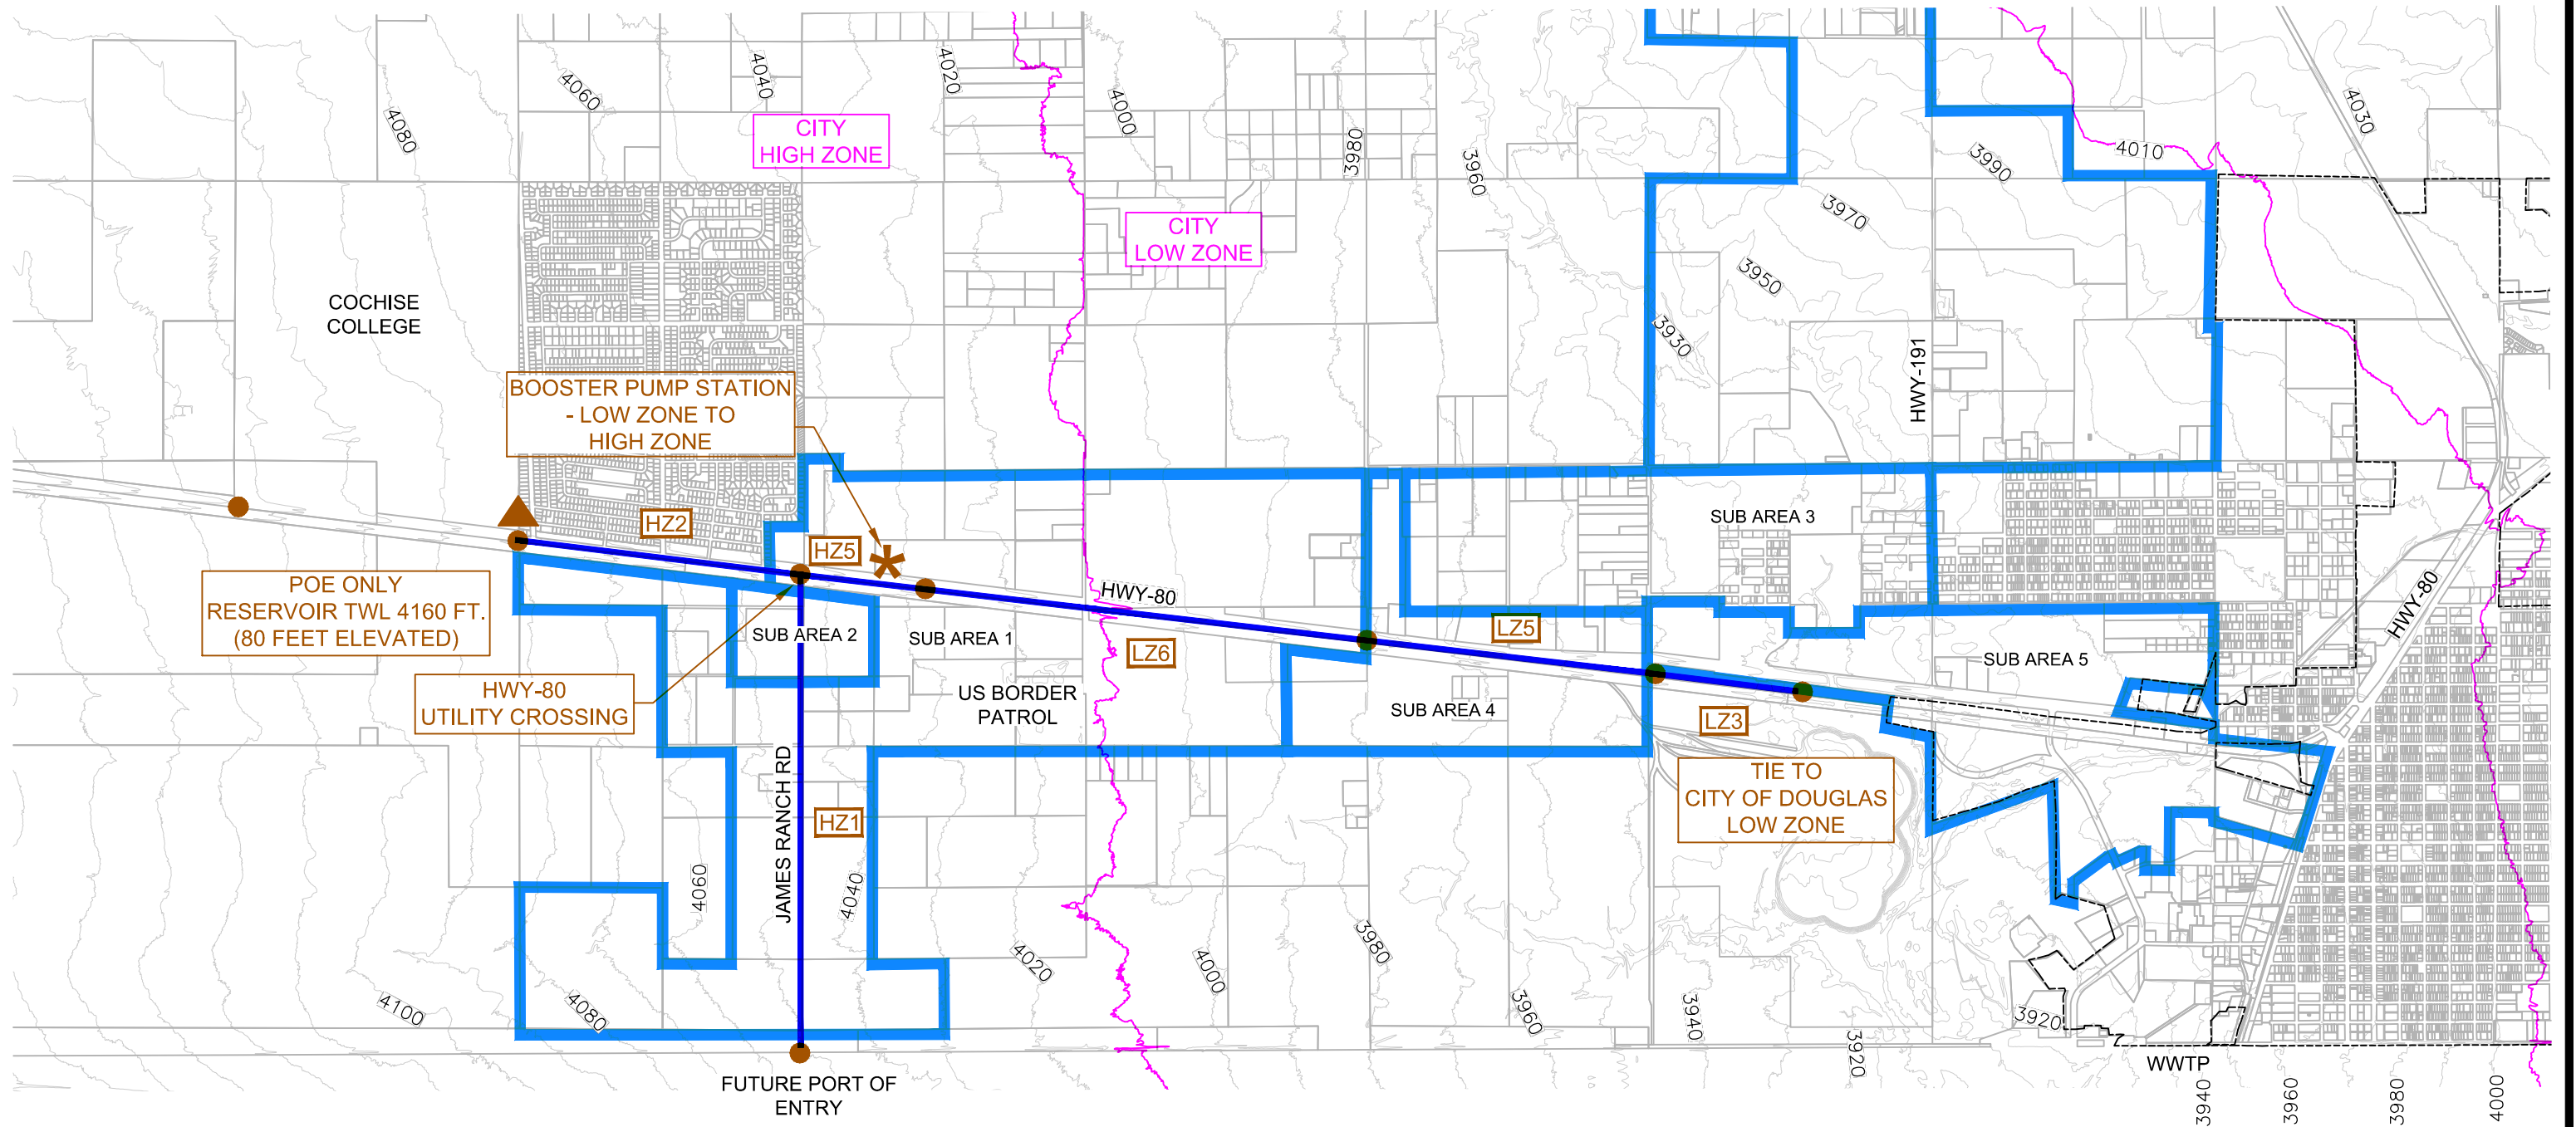 4060
4040
4020
4080
CITY
HIGH ZONE
4000
3980
3960
4030
4010
3990
3970
CITY
LOW ZONE
3950
3930
COCHISE
COLLEGE
HWY-191
BOOSTER PUMP STATION
- LOW ZONE TO
HIGH ZONE
HZ2
HZ5
SUB AREA 3
POE ONLY
RESERVOIR TWL 4160 FT.
(80 FEET ELEVATED)
HWY-80
HWY-80
SUB AREA 2
SUB AREA 1
LZ6
LZ5
SUB AREA 5
HWY-80
UTILITY CROSSING
US BORDER
PATROL
SUB AREA 4
LZ3
TIE TO
CITY OF DOUGLAS
LOW ZONE
JAMES RANCH RD
HZ1
4060
4040
4020
4000
3980
3960
3940
3920
3920
4100
4080
WWTP
FUTURE PORT OF
ENTRY
3940
3960
3980
4000